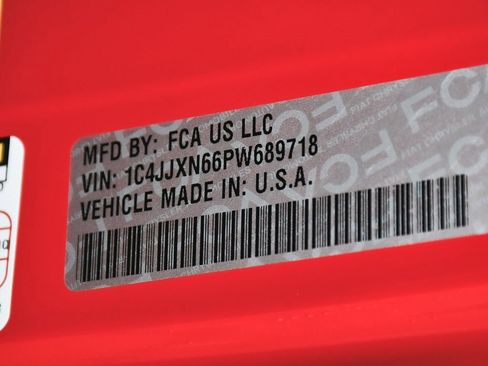 MFD BY: FCA US LLC
VIN: 1C4JJXN66PW689718
VEHICLE MADE IN: U.S.A.